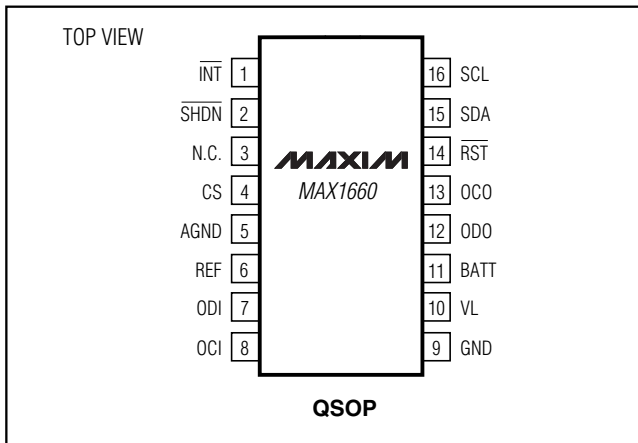 TOP VIEW
INT 1
SHDN 2
N.C. 3
CS 4
AGND 5
REF 6
ODI 7
OCI 8
MAXIM
MAX1660
16 SCL
15 SDA
14 RST
13 OCO
12 ODO
11 BATT
10 VL
9 GND
QSOP